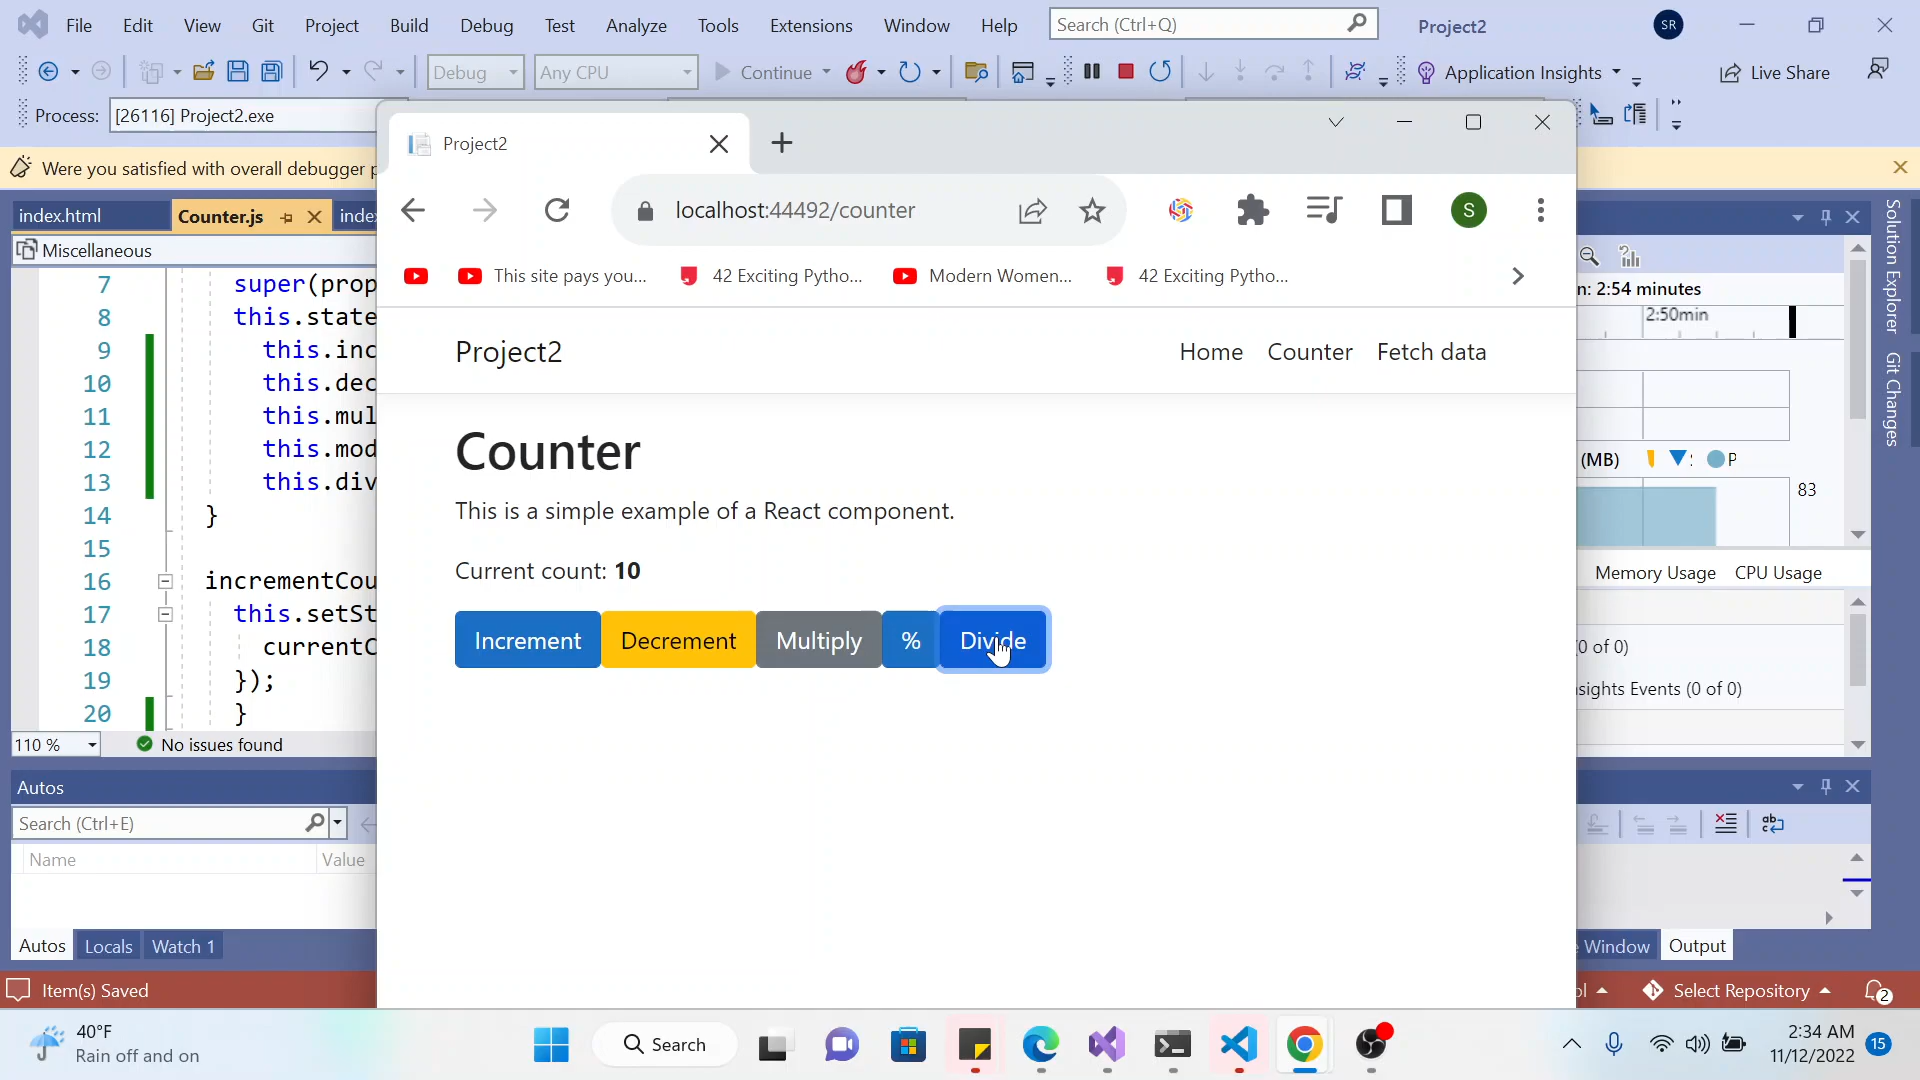 File Edit View Git Project Build Debug Test Analyze Tools Extensions Window Help Search (Ctrl+Q) Project2 SR
Debug Any CPU Continue Application Insights Live Share
Process: [26116] Project2.exe
Project2
Were you satisfied with overall debugger
index.html Counter.js
localhost:44492/counter S
Miscellaneous
This site pays you... 42 Exciting Pytho... Modern Women... 42 Exciting Pytho...
7 super(prop
8 this.state
9 this.inc
10 this.dec
11 this.mul
12 this.mod
13 this.div
14 }
15
16 incrementCou
17 this.setSt
18 currentC
19 });
20 }
110 % No issues found
Project2 Home Counter Fetch data
Counter
This is a simple example of a React component.
Current count: 10
Increment Decrement Multiply % Divide
n: 2:54 minutes
2:50min
(MB)
83
Memory Usage CPU Usage
(0 of 0)
sights Events (0 of 0)
Solution Explorer
Git Changes
Autos
Search (Ctrl+E)
Name Value
Autos Locals Watch 1
Window Output
Item(s) Saved Select Repository 2
40°F
Rain off and on
Search
2:34 AM
11/12/2022 15